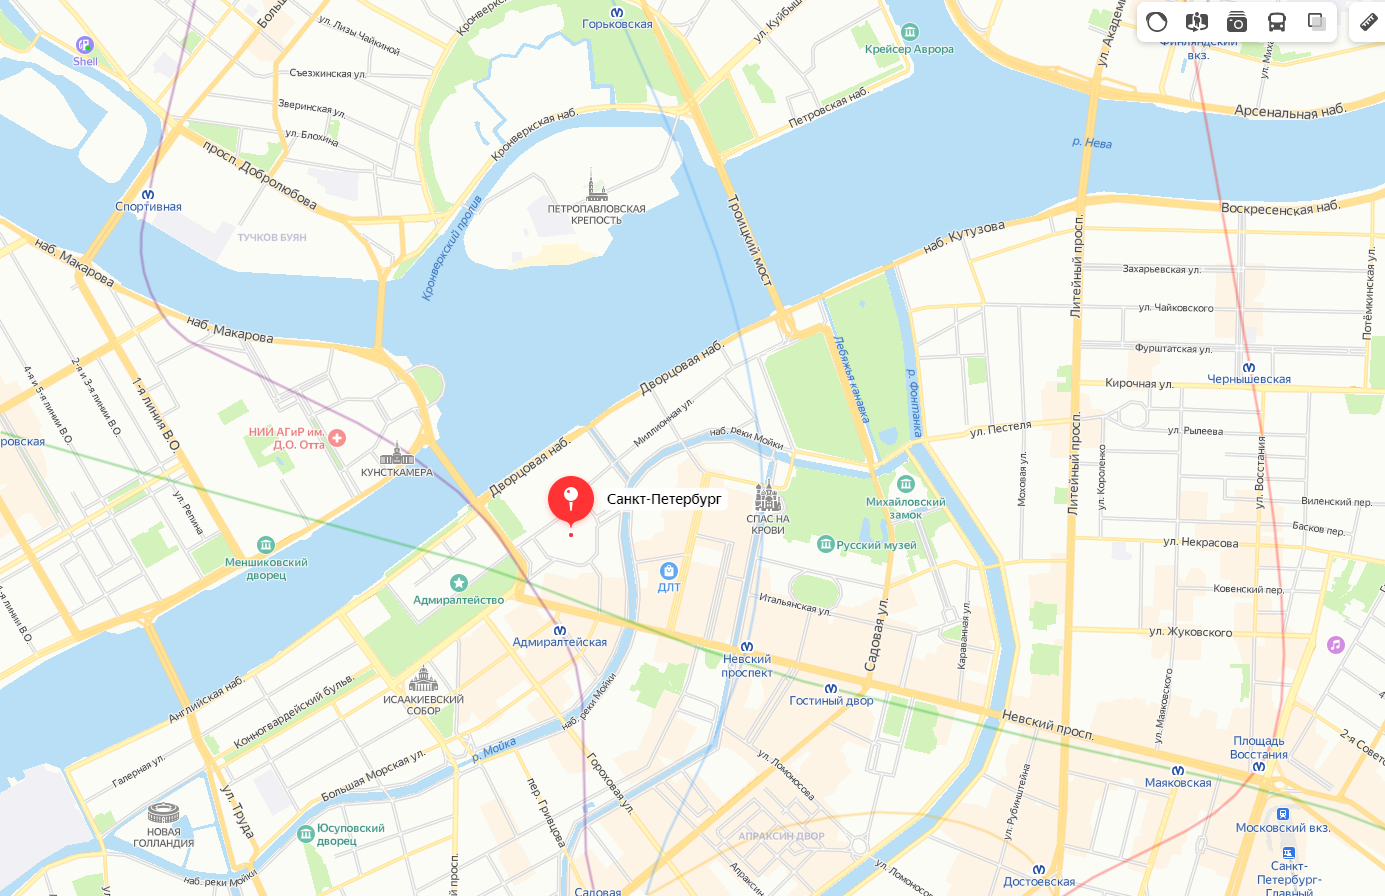 Большая
Кронверкская
Горьковская
ул. Лизы Чайкиной
ул. Куйбышева
Крейсер Аврора
ул. Академика
Финляндский
вкз.
Shell
Съезжинская ул.
Зверинская ул.
ул. Блохина
Кронверкская наб.
Петровская наб.
Арсенальная наб.
р. Нева
просп. Добролюбова
Спортивная
ПЕТРОПАВЛОВСКАЯ
КРЕПОСТЬ
Троицкий мост
Воскресенская наб.
ТУЧКОВ БУЯН
Кронверкский пролив
наб. Кутузова
Литейный просп.
наб. Макарова
Захарьевская ул.
ул. Чайковского
Потёмкинская ул.
наб. Макарова
Фурштатская ул.
Дворцовая наб.
Лебяжья канавка
р. Фонтанка
Чернышевская
Кирочная ул.
4-я и 5-я линии В.О.
2-я и 3-я линии В.О.
1-я линия В.О.
Миллионная ул.
наб. реки Мойки
ул. Пестеля
ул. Рылеева
НИИ АГиР им.
Д.О. Отта
КУНСТКАМЕРА
Дворцовая наб.
Литейный просп.
Моховая ул.
ул. Короленко
ул. Восстания
Санкт-Петербург
Михайловский
замок
Виленский пер.
ул. Репина
СПАС НА
КРОВИ
Басков пер.
Русский музей
ул. Некрасова
Меншиковский
дворец
Адмиралтейство
ДЛТ
Итальянская ул.
Садовая ул.
Караванная ул.
Ковенский пер.
ул. Жуковского
Адмиралтейская
Невский
проспект
Гостиный двор
Английская наб.
Конногвардейский бульв.
ИСААКИЕВСКИЙ
СОБОР
наб. реки Мойки
Невский просп.
ул. Маяковского
Площадь
Восстания
2-я Советская
Маяковская
Галерная ул.
Большая Морская ул.
р. Мойка
Гороховая ул.
пер. Гривцова
ул. Ломоносова
ул. Рубинштейна
ул. Труда
НОВАЯ
ГОЛЛАНДИЯ
Юсуповский
дворец
АПРАКСИН ДВОР
Московский вкз.
наб. реки Мойки
Садовая
ул. Ломоносова
Достоевская
Санкт-
Петербург-
Главный